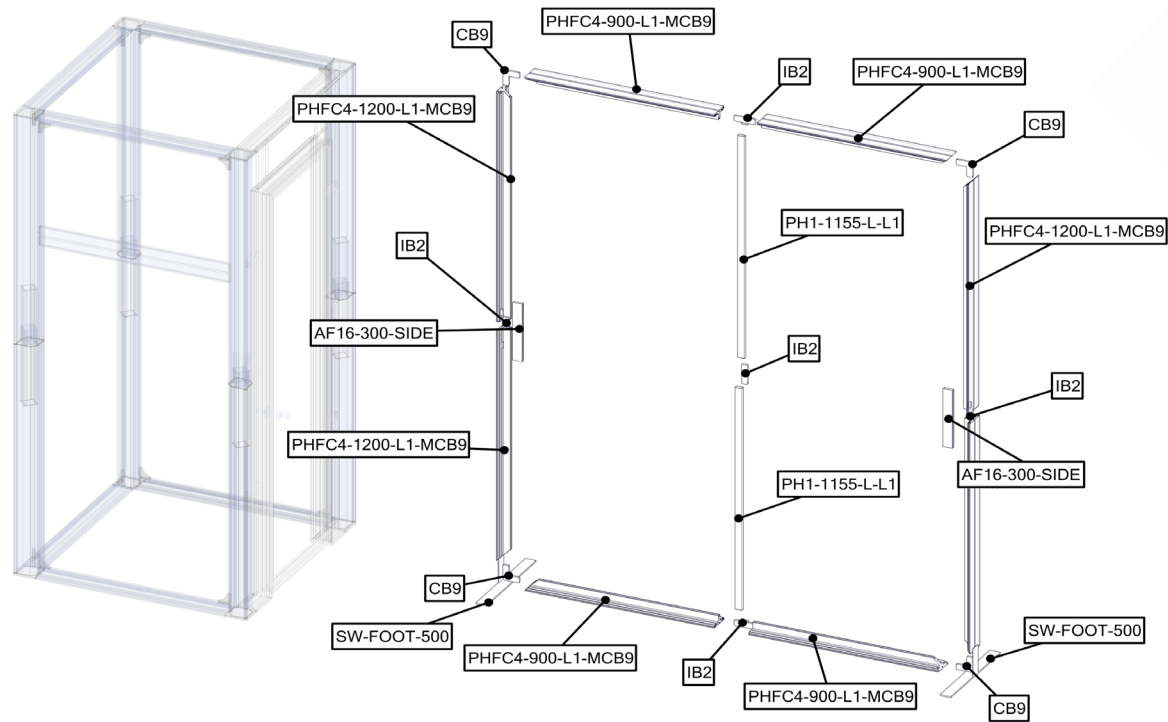 PHFC4-900-L1-MCB9
CB9
IB2
PHFC4-900-L1-MCB9
PHFC4-1200-L1-MCB9
CB9
PH1-1155-L-L1
PHFC4-1200-L1-MCB9
IB2
AF16-300-SIDE
IB2
IB2
PHFC4-1200-L1-MCB9
AF16-300-SIDE
PH1-1155-L-L1
CB9
SW-FOOT-500
SW-FOOT-500
PHFC4-900-L1-MCB9
IB2
PHFC4-900-L1-MCB9
CB9